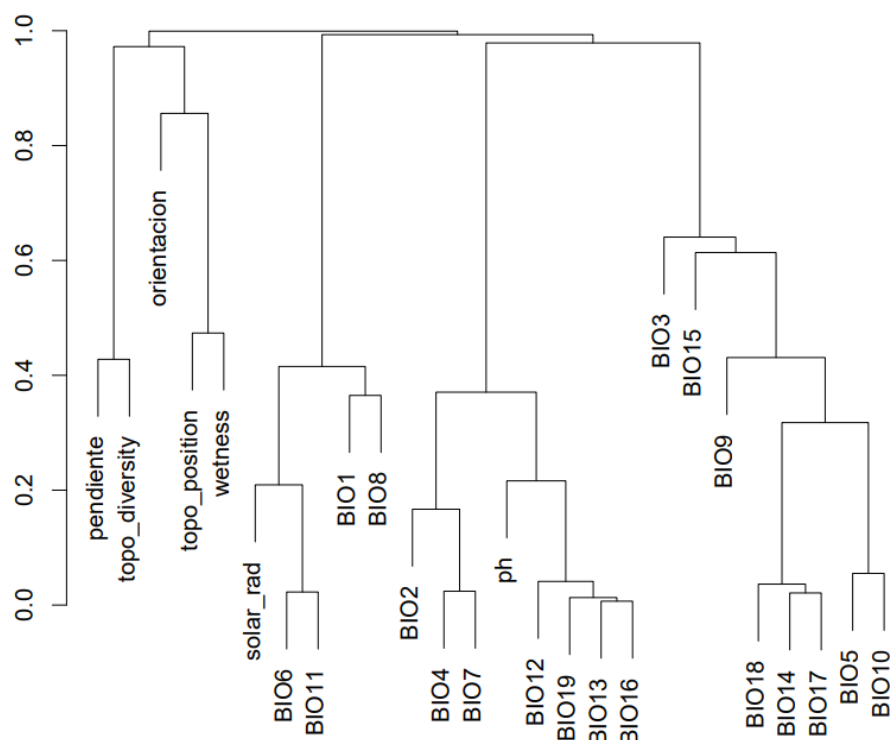 1.0
0.8
0.6
0.4
0.2
0.0
pendiente
topo_diversity
orientacion
topo_position
wetness
solar_rad
BIO6
BIO11
BIO1
BIO8
BIO2
BIO4
BIO7
ph
BIO12
BIO19
BIO13
BIO16
BIO3
BIO15
BIO9
BIO18
BIO14
BIO17
BIO5
BIO10